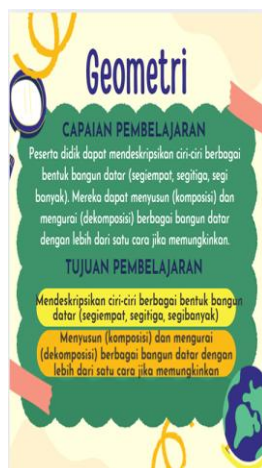 Geometri
CAPAIAN PEMBELAJARAN
Peserta didik dapat mendeskripsikan ciri-ciri berbagai
bentuk bangun datar (segiempat, segitiga, segi
banyak). Mereka dapat menyusun (komposisi) dan
mengurai (dekomposisi) berbagai bangun datar
dengan lebih dari satu cara jika memungkinkan.
TUJUAN PEMBELAJARAN
Mendeskripsikan ciri-ciri berbagai bentuk bangun
datar (segiempat, segitiga, segibanyak)
Menyusun (komposisi) dan mengurai
(dekomposisi) berbagai bangun datar dengan
lebih dari satu cara jika memungkinkan